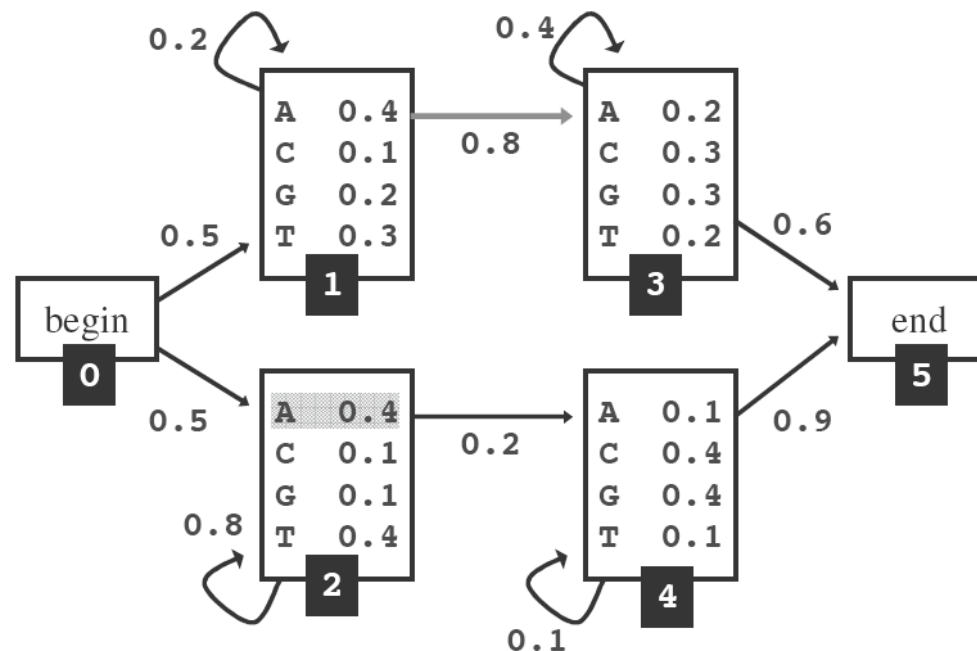 0.2
0.4
A 0.4
C 0.1
G 0.2
T 0.3
1
0.8
A 0.2
C 0.3
G 0.3
T 0.2
3
0.5
0.6
begin
0
end
5
0.5
A 0.4
C 0.1
G 0.1
T 0.4
2
0.2
A 0.1
C 0.4
G 0.4
T 0.1
4
0.9
0.8
0.1